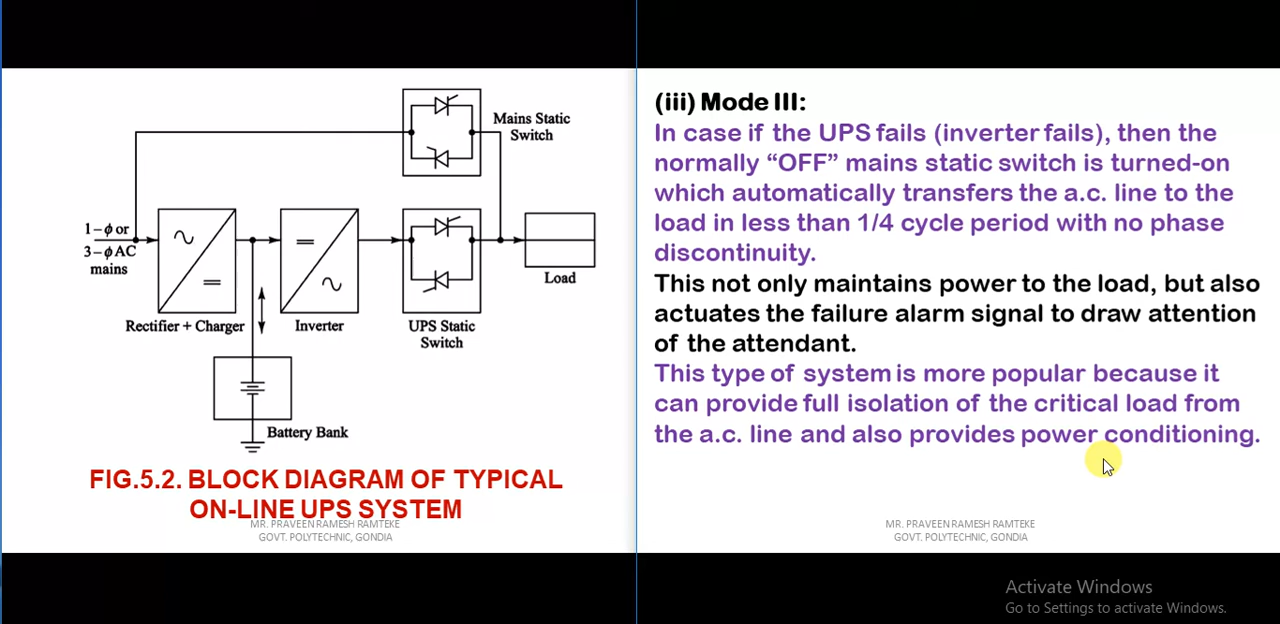 Mains Static
Switch
1-ϕ or
3-ϕ AC
mains
Load
Rectifier + Charger
Inverter
UPS Static
Switch
Battery Bank
FIG.5.2. BLOCK DIAGRAM OF TYPICAL
ON-LINE UPS SYSTEM
MR. PRAVEEN RAMESH RAMTEKE
GOVT. POLYTECHNIC, GONDIA
(iii) Mode III:
In case if the UPS fails (inverter fails), then the
normally “OFF” mains static switch is turned-on
which automatically transfers the a.c. line to the
load in less than 1/4 cycle period with no phase
discontinuity.
This not only maintains power to the load, but also
actuates the failure alarm signal to draw attention
of the attendant.
This type of system is more popular because it
can provide full isolation of the critical load from
the a.c. line and also provides power conditioning.
MR. PRAVEEN RAMESH RAMTEKE
GOVT. POLYTECHNIC, GONDIA
Activate Windows
Go to Settings to activate Windows.